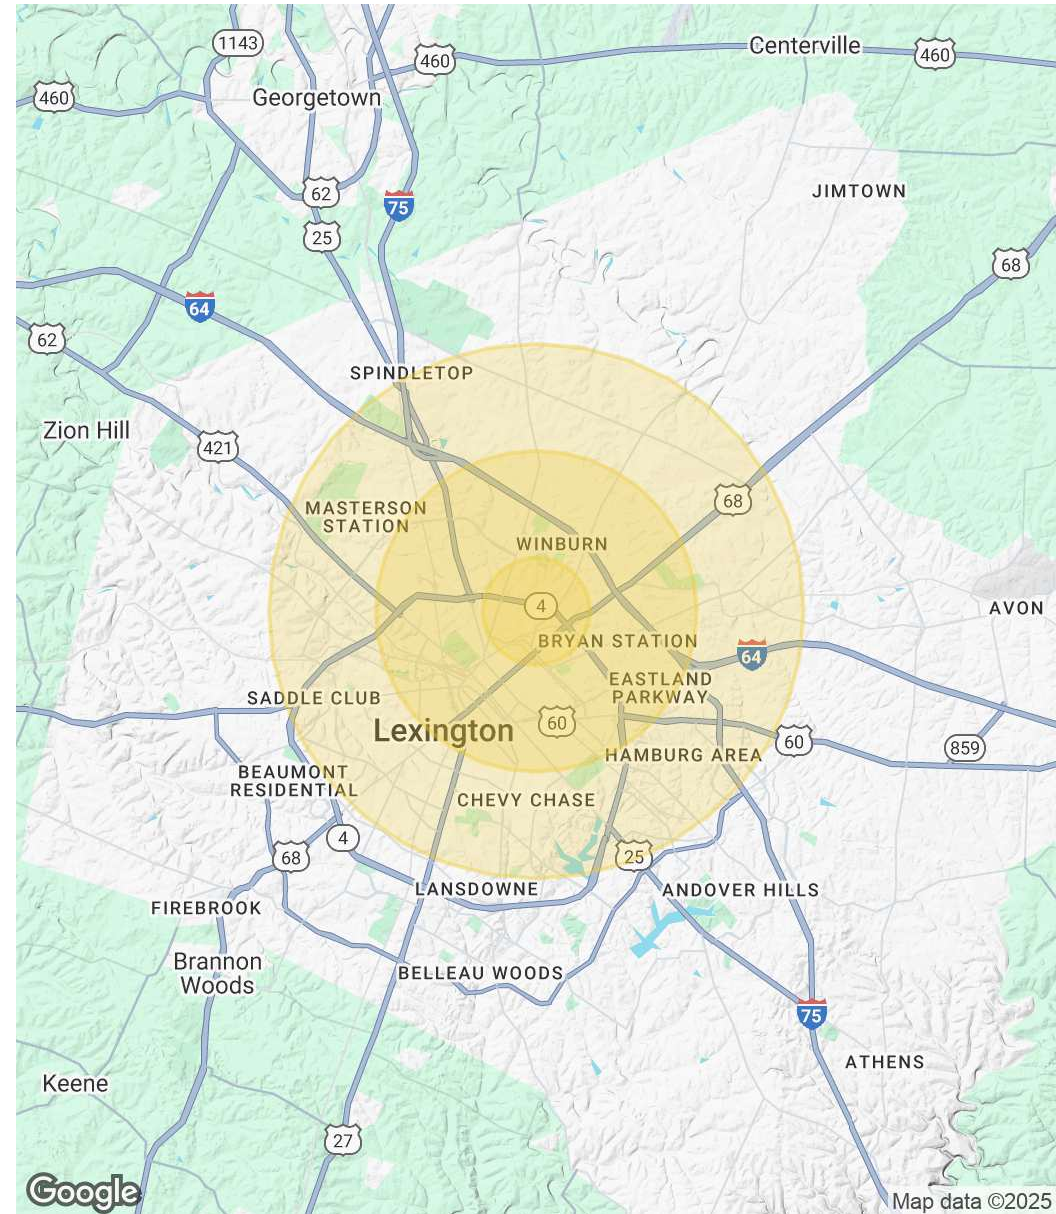 1143
Centerville
460
460
460
Georgetown
62
75
JIMTOWN
25
68
64
62
SPINDLETOP
Zion Hill
421
68
MASTERSON
STATION
WINBURN
4
AVON
BRYAN STATION
64
EASTLAND
PARKWAY
SADDLE CLUB
60
Lexington
60
859
HAMBURG AREA
BEAUMONT
RESIDENTIAL
CHEVY CHASE
4
68
25
LANSDOWNE
ANDOVER HILLS
FIREBROOK
Brannon
Woods
BELLEAU WOODS
75
ATHENS
Keene
27
Google
Map data ©2025